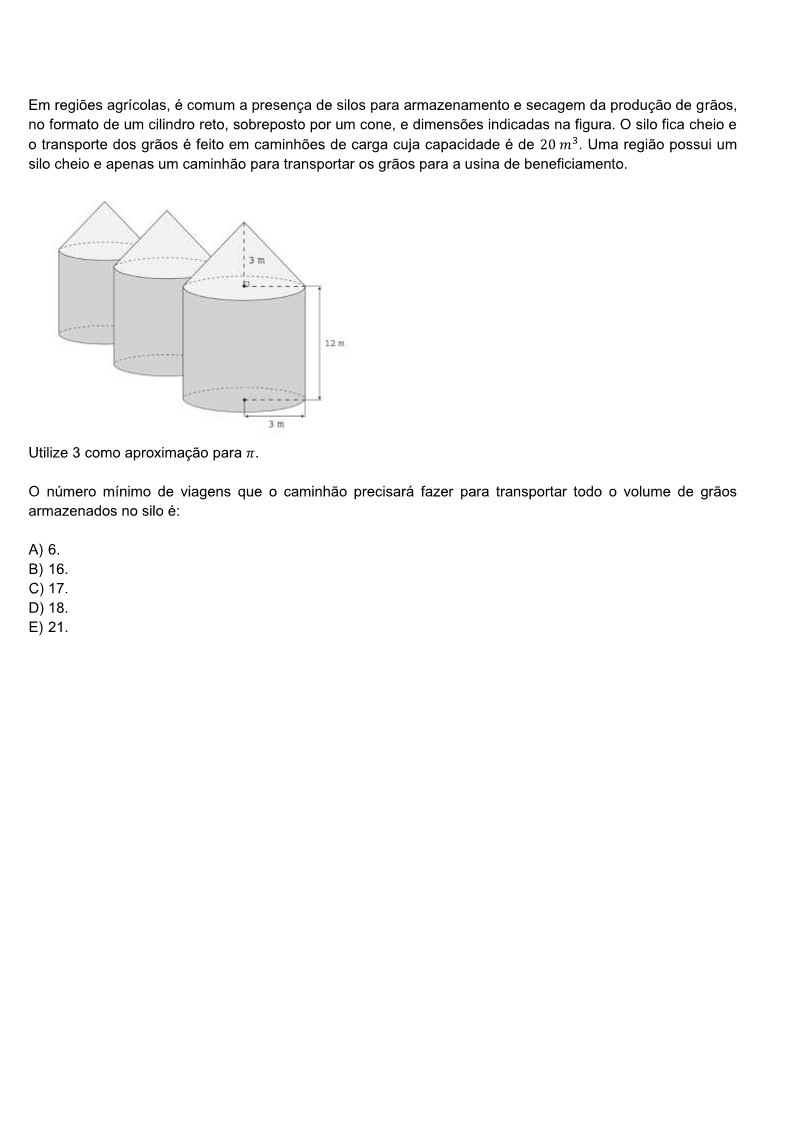 Em regiões agrícolas, é comum a presença de silos para armazenamento e secagem da produção de grãos,
no formato de um cilindro reto, sobreposto por um cone, e dimensões indicadas na figura. O silo fica cheio e
o transporte dos grãos é feito em caminhões de carga cuja capacidade é de 20 m³. Uma região possui um
silo cheio e apenas um caminhão para transportar os grãos para a usina de beneficiamento.
3 m
12 m
3 m
Utilize 3 como aproximação para π.
O número mínimo de viagens que o caminhão precisará fazer para transportar todo o volume de grãos
armazenados no silo é:
A) 6.
B) 16.
C) 17.
D) 18.
E) 21.